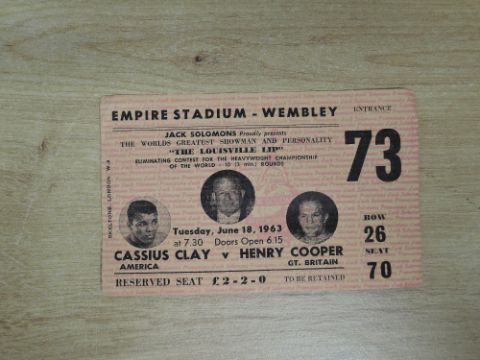 EMPIRE STADIUM - WEMBLEY
ENTRANCE
73
JACK SOLOMONS Proudly presents
THE WORLDS GREATEST SHOWMAN AND PERSONALITY
"THE LOUISVILLE LIP"
ELIMINATING CONTEST FOR THE HEAVYWEIGHT CHAMPIONSHIP
OF THE WORLD - 10 (3 min.) ROUNDS
Tuesday, June 18, 1963
at 7.30 Doors Open 6.15
CASSIUS CLAY v HENRY COOPER
AMERICA
GT. BRITAIN
RESERVED SEAT £2-2-0 TO BE RETAINED
ROW
26
SEAT
70
LONDON W.9